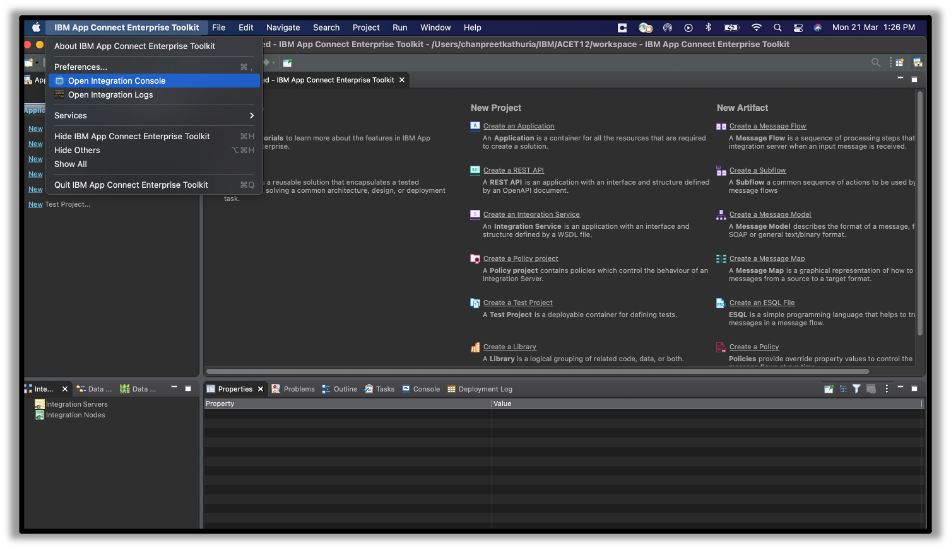 IBM App Connect Enterprise Toolkit File Edit Navigate Search Project Run Window Help Mon 21 Mar 1:26 PM
ed - IBM App Connect Enterprise Toolkit - /Users/chanpreetkathuria/IBM/ACET12/workspace - IBM App Connect Enterprise Toolkit
About IBM App Connect Enterprise Toolkit
Preferences... ⌘ ,
Open Integration Console
Open Integration Logs
Services
Hide IBM App Connect Enterprise Toolkit ⌘H
Hide Others ⌥⌘H
Show All
Quit IBM App Connect Enterprise Toolkit ⌘Q
App
ed - IBM App Connect Enterprise Toolkit
Applic
New
New
New
New
New
New Test Project...
orials to learn more about the features in IBM App
erprise.
s a reusable solution that encapsulates a tested
solving a common architecture, design, or deployment
task.
New Project
Create an Application
An Application is a container for all the resources that are required
to create a solution.
Create a REST API
A REST API is an application with an interface and structure defined
by an OpenAPI document.
Create an Integration Service
An Integration Service is an application with an interface and
structure defined by a WSDL file.
Create a Policy project
A Policy project contains policies which control the behaviour of an
Integration Server.
Create a Test Project
A Test Project is a deployable container for defining tests.
Create a Library
A Library is a logical grouping of related code, data, or both.
New Artifact
Create a Message Flow
A Message Flow is a sequence of processing steps that
integration server when an input message is received.
Create a Subflow
A Subflow a common sequence of actions to be used by
message flows
Create a Message Model
A Message Model describes the format of a message, f
SOAP or general text/binary format.
Create a Message Map
A Message Map is a graphical representation of how to
messages from a source to a target format.
Create an ESQL File
ESQL is a simple programming language that helps to tra
messages in a message flow.
Create a Policy
Policies provide override property values to control the
Inte... Data ... Data ...
Integration Servers
Integration Nodes
Properties Problems Outline Tasks Console Deployment Log
Property Value